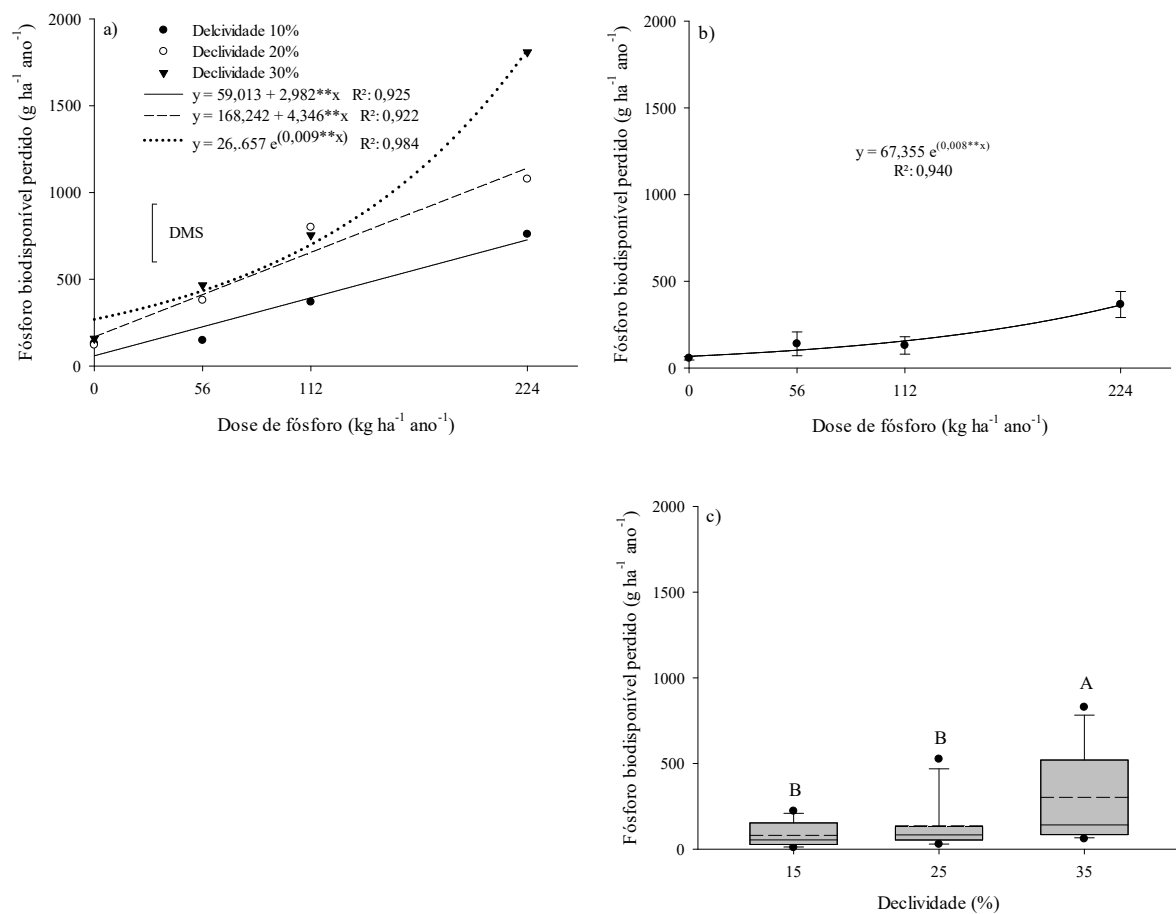 a)
Delcividade 10%
Declividade 20%
Declividade 30%
y = 59,013 + 2,982**x R²: 0,925
y = 168,242 + 4,346**x R²: 0,922
y = 26,.657 e^(0,009**x) R²: 0,984
DMS
Fósforo biodisponível perdido (g ha⁻¹ ano⁻¹)
2000
1500
1000
500
0
0 56 112 224
Dose de fósforo (kg ha⁻¹ ano⁻¹)
b)
y = 67,355 e^(0,008**x)
R²: 0,940
Fósforo biodisponível perdido (g ha⁻¹ ano⁻¹)
2000
1500
1000
500
0
0 56 112 224
Dose de fósforo (kg ha⁻¹ ano⁻¹)
c)
Fósforo biodisponível perdido (g ha⁻¹ ano⁻¹)
2000
1500
1000
500
0
B
B
A
15 25 35
Declividade (%)